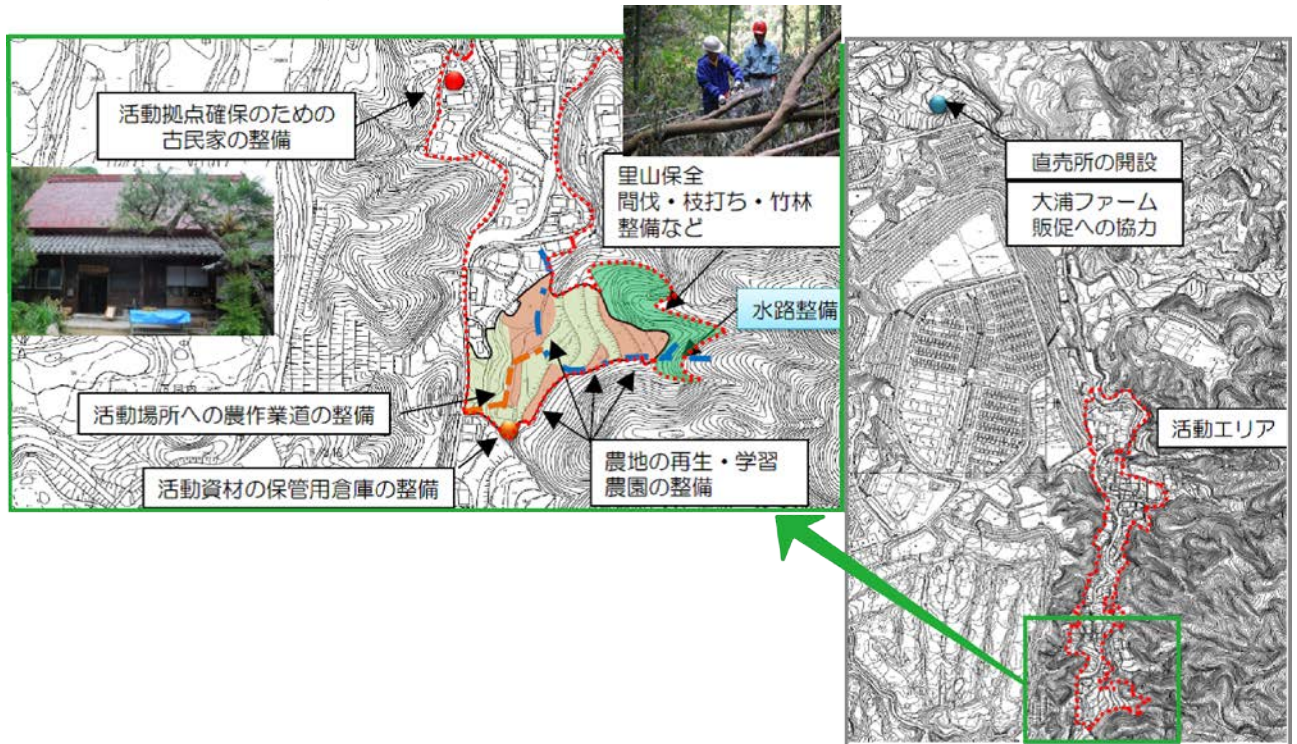 活動拠点確保のための
古民家の整備
里山保全
間伐・枝打ち・竹林
整備など
水路整備
活動場所への農作業道の整備
活動資材の保管用倉庫の整備
農地の再生・学習
農園の整備
直売所の開設
大浦ファーム
販促への協力
活動エリア